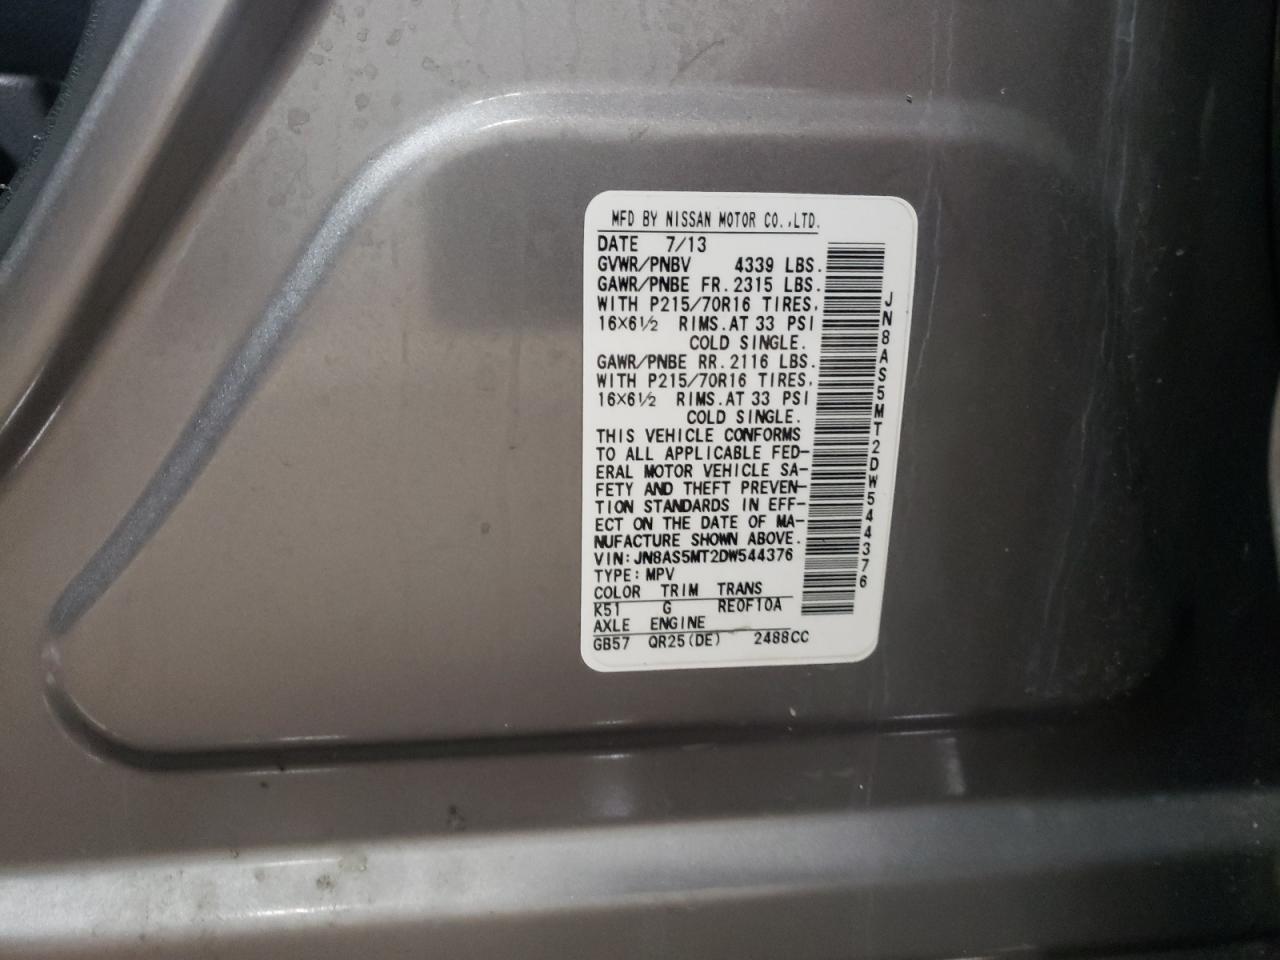 MFD BY NISSAN MOTOR CO.,LTD.
DATE 7/13
GVWR/PNBV 4339 LBS.
GAWR/PNBE FR.2315 LBS.
WITH P215/70R16 TIRES,
16×6½ RIMS.AT 33 PSI
COLD SINGLE.
GAWR/PNBE RR.2116 LBS.
WITH P215/70R16 TIRES,
16×6½ RIMS.AT 33 PSI
COLD SINGLE.
THIS VEHICLE CONFORMS
TO ALL APPLICABLE FED-
ERAL MOTOR VEHICLE SA-
FETY AND THEFT PREVEN-
TION STANDARDS IN EFF-
ECT ON THE DATE OF MA-
NUFACTURE SHOWN ABOVE.
VIN:JN8AS5MT2DW544376
TYPE:MPV
COLOR TRIM TRANS
K51 G RE0F10A
AXLE ENGINE
GB57 QR25(DE) 2488CC
JN8AS5MT2DW544376